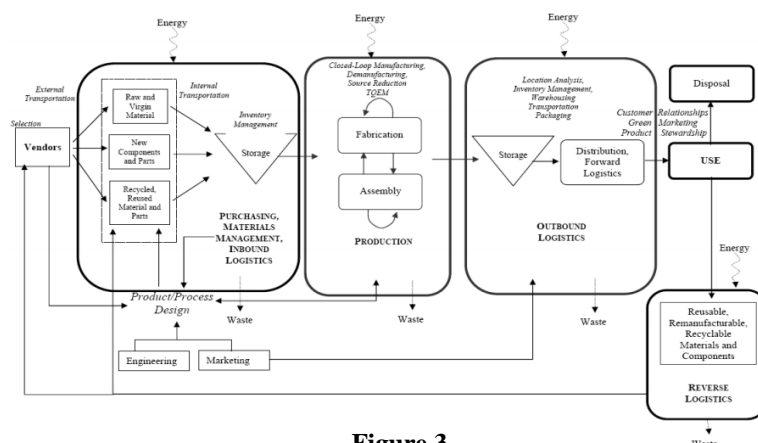 Energy
Energy
Energy
External
Transportation
Selection
Vendors
Raw and
Virgin
Material
New
Components
and Parts
Recycled,
Reused
Material and
Parts
Internal
Transportation
Inventory
Management
Storage
PURCHASING,
MATERIALS
MANAGEMENT,
INBOUND
LOGISTICS
Closed-Loop Manufacturing,
Demanufacturing,
Source Reduction
TQEM
Fabrication
Assembly
PRODUCTION
Location Analysis,
Inventory Management,
Warehousing
Transportation
Packaging
Storage
Distribution,
Forward
Logistics
OUTBOUND
LOGISTICS
Customer Relationships
Green Marketing
Product Stewardship
Disposal
USE
Energy
Reusable,
Remanufacturable,
Recyclable
Materials and
Components
REVERSE
LOGISTICS
Product/Process
Design
Waste
Waste
Waste
Engineering
Marketing
Figure 3